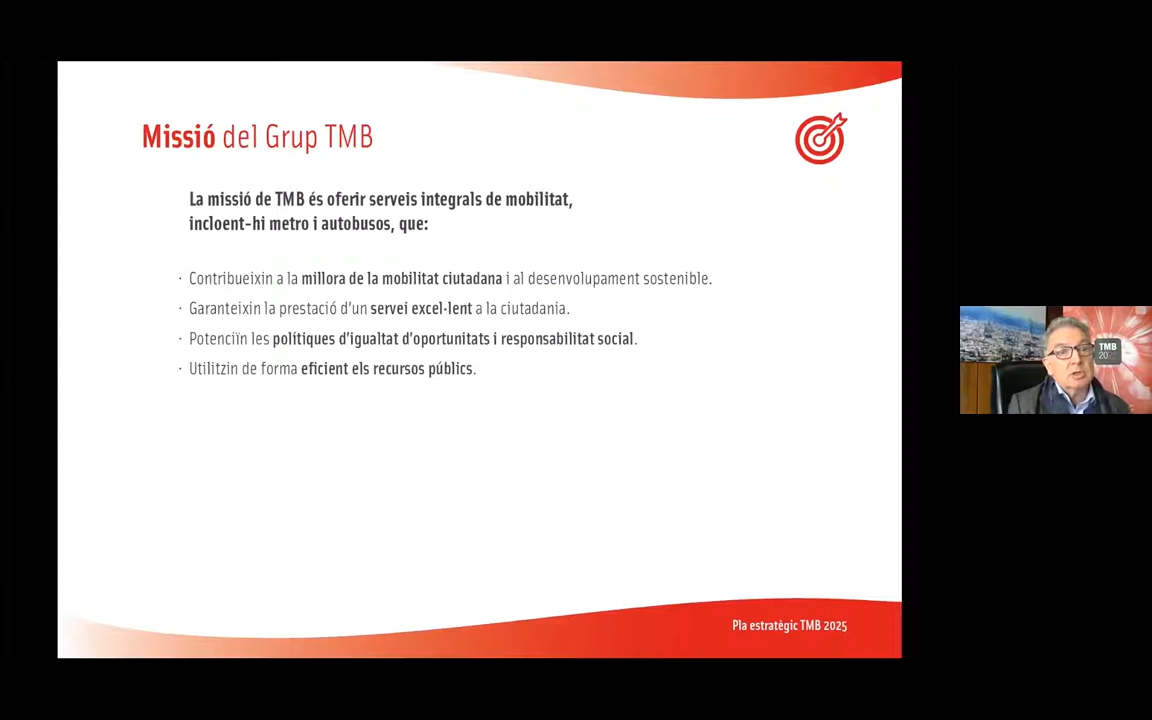 Missió del Grup TMB
La missió de TMB és oferir serveis integrals de mobilitat,
incloent-hi metro i autobusos, que:
· Contribueixin a la millora de la mobilitat ciutadana i al desenvolupament sostenible.
· Garanteixin la prestació d'un servei excel·lent a la ciutadania.
· Potenciïn les polítiques d'igualtat d'oportunitats i responsabilitat social.
· Utilitzin de forma eficient els recursos públics.
TMB
20
Pla estratègic TMB 2025